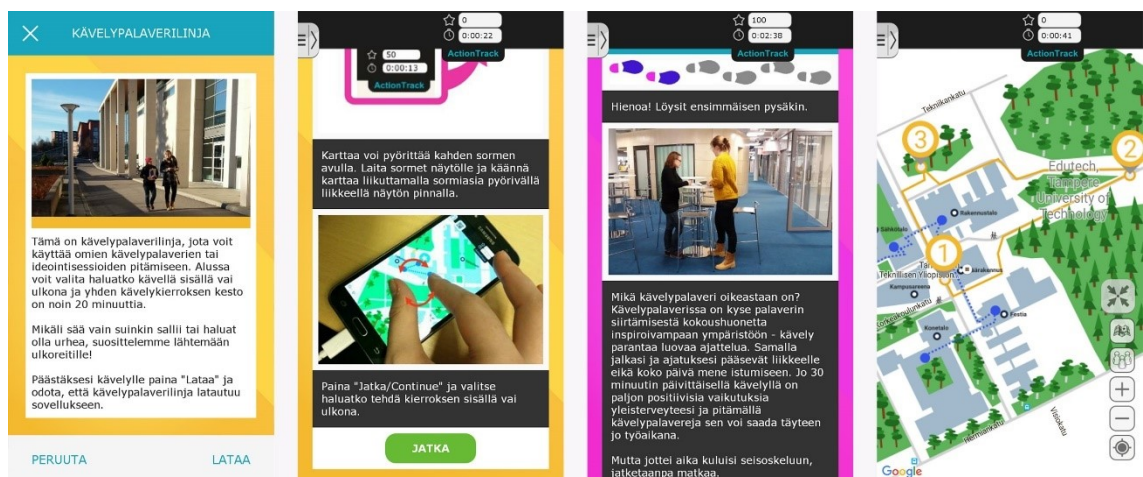 KÄVELYPALAVERILINJA
Tämä on kävelypalaverilinja, jota voit
käyttää omien kävelypalaverien tai
ideointisessioiden pitämiseen. Alussa
voit valita haluatko kävellä sisällä vai
ulkona ja yhden kävelykierroksen kesto
on noin 20 minuuttia.
Mikäli sää vain suinkin sallii tai haluat
olla urhea, suosittelemme lähtemään
ulkoreitille!
Päästäksesi kävelylle paina "Lataa" ja
odota, että kävelypalaverilinja latautuu
sovellukseen.
PERUUTA
LATAA
0
0:00:22
ActionTrack
50
0:00:13
ActionTrack
Karttaa voi pyörittää kahden sormen
avulla. Laita sormet näytölle ja käännä
karttaa liikuttamalla sormiasia pyörivällä
liikkeellä näytön pinnalla.
Paina "Jatka/Continue" ja valitse
haluatko tehdä kierroksen sisällä vai
ulkona.
JATKA
100
0:02:38
ActionTrack
Hienoa! Löysit ensimmäisen pysäkin.
Mikä kävelypalaveri oikeastaan on?
Kävelypalaverissa on kyse palaverin
siirtämisestä kokoushuonetta
inspiroivampaan ympäristöön - kävely
parantaa luovaa ajattelua. Samalla
jalkasi ja ajatuksesi pääsevät liikkeelle
eikä koko päivä mene istumiseen. Jo 30
minuutin päivittäisellä kävelyllä on
paljon positiivisia vaikutuksia
yleisterveyteesi ja pitämällä
kävelypalavereja sen voi saada täyteen
jo työaikana.
Mutta jottei aika kuluisi seisoskeluun,
jatketaanpa matkaa.
0
0:00:41
ActionTrack
Tekniikankatu
3
2
Edutech,
Tampere
University of
Technology
Rakennustalo
Sähkötalo
1
Teknillisen Yliopiston
Päärakennus
Kampusareena
Festia
Korkeakoulunkatu
Konetalo
Hermiankatu
Visiokatu
Google